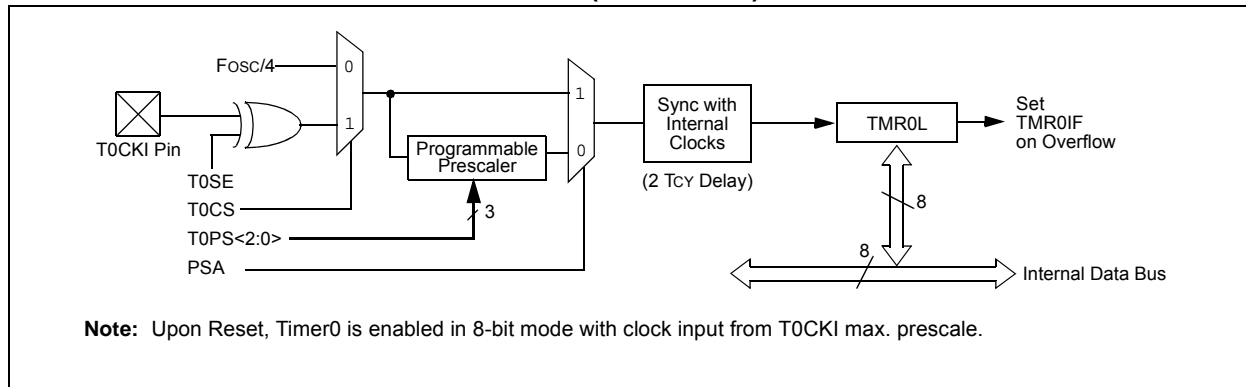 FOSC/4
0
1
T0CKI Pin
T0SE
T0CS
T0PS<2:0>
PSA
Programmable
Prescaler
3
1
0
Sync with
Internal
Clocks
(2 TCY Delay)
TMR0L
Set
TMR0IF
on Overflow
8
8
Internal Data Bus
Note: Upon Reset, Timer0 is enabled in 8-bit mode with clock input from T0CKI max. prescale.